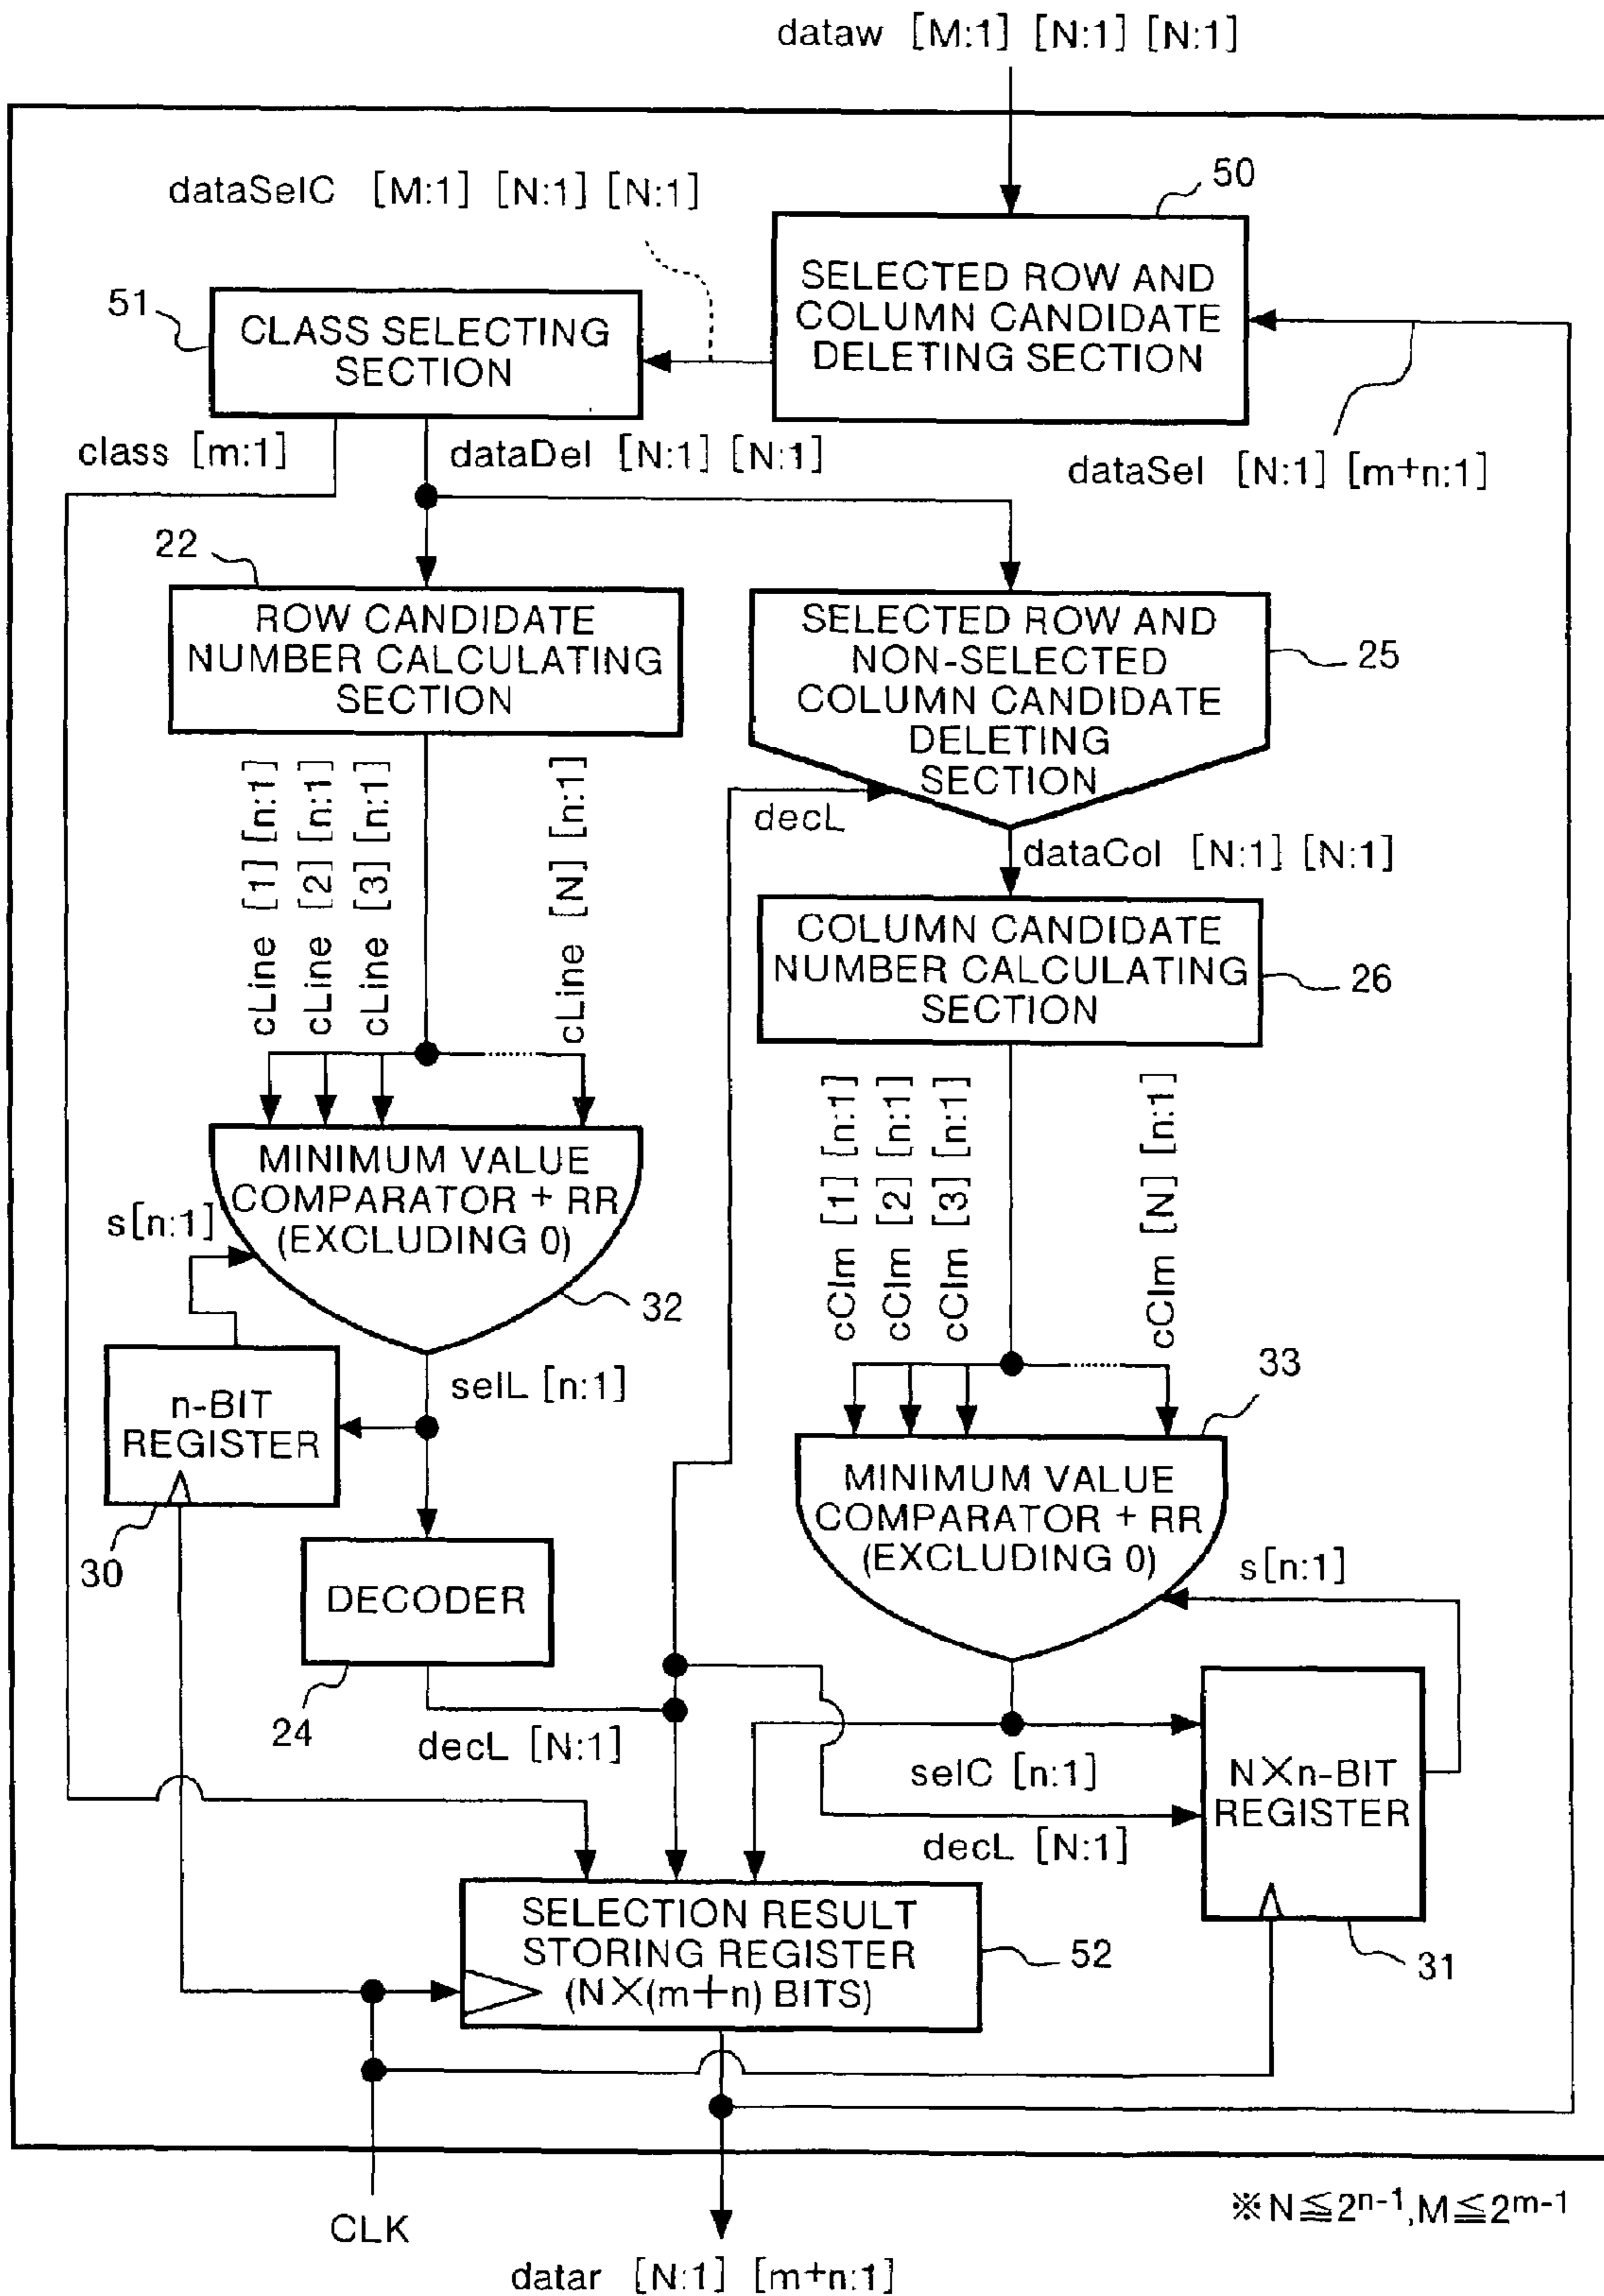 dataw [M:1] [N:1] [N:1]
50
dataSelC [M:1] [N:1] [N:1]
SELECTED ROW AND
COLUMN CANDIDATE
DELETING SECTION
51
CLASS SELECTING
SECTION
class [m:1]
dataDel [N:1] [N:1]
dataSel [N:1] [m+n:1]
22
ROW CANDIDATE
NUMBER CALCULATING
SECTION
SELECTED ROW AND
NON-SELECTED
COLUMN CANDIDATE
DELETING
SECTION
25
decL
dataCol [N:1] [N:1]
cLine [1] [n:1]
cLine [2] [n:1]
cLine [3] [n:1]
cLine [N] [n:1]
COLUMN CANDIDATE
NUMBER CALCULATING
SECTION
26
MINIMUM VALUE
COMPARATOR + RR
(EXCLUDING 0)
s[n:1]
32
cClm [1] [n:1]
cClm [2] [n:1]
cClm [3] [n:1]
cClm [N] [n:1]
selL [n:1]
n-BIT
REGISTER
30
33
MINIMUM VALUE
COMPARATOR + RR
(EXCLUDING 0)
s[n:1]
DECODER
24
decL [N:1]
selC [n:1]
decL [N:1]
N×n-BIT
REGISTER
31
SELECTION RESULT
STORING REGISTER
(N×(m+n) BITS)
52
CLK
※N≦2n-1,M≦2m-1
datar [N:1] [m+n:1]